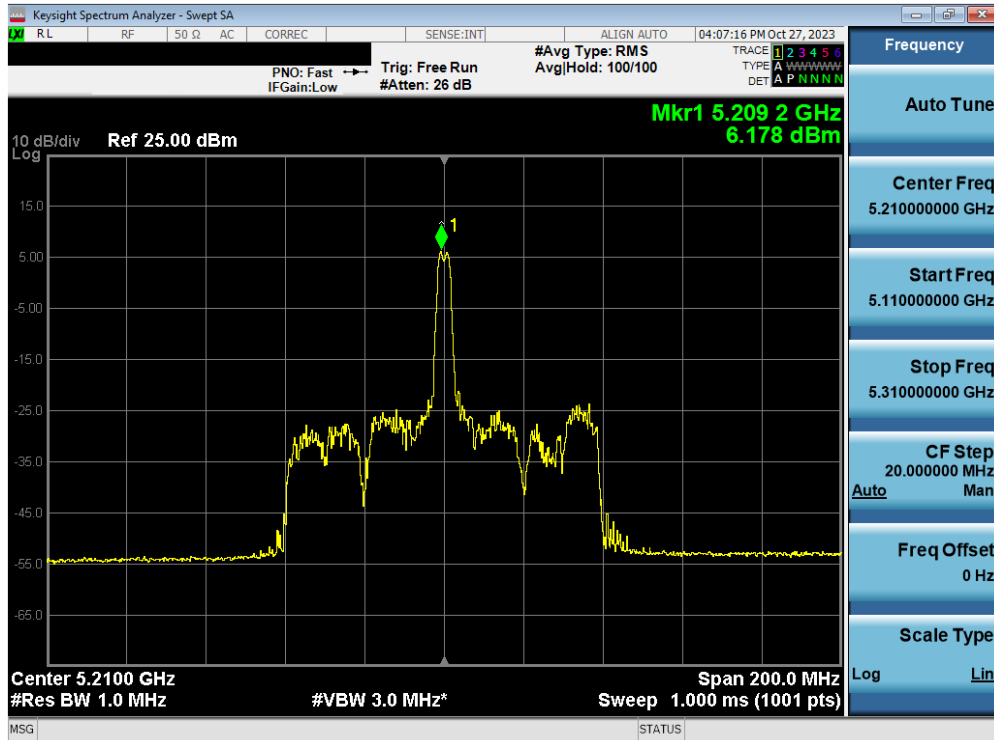 Keysight Spectrum Analyzer - Swept SA
LXI RL RF 50 Ω AC CORREC SENSE:INT ALIGN AUTO 04:07:16 PM Oct 27, 2023
PNO: Fast
IFGain:Low
Trig: Free Run
#Atten: 26 dB
#Avg Type: RMS
Avg|Hold: 100/100
TRACE 1 2 3 4 5 6
TYPE A WWWWW
DET A P N N N N
Mkr1 5.209 2 GHz
6.178 dBm
10 dB/div Ref 25.00 dBm
Log
1
15.0
5.00
-5.00
-15.0
-25.0
-35.0
-45.0
-55.0
-65.0
Center 5.2100 GHz Span 200.0 MHz
#Res BW 1.0 MHz #VBW 3.0 MHz* Sweep 1.000 ms (1001 pts)
MSG STATUS
Frequency
Auto Tune
Center Freq
5.210000000 GHz
Start Freq
5.110000000 GHz
Stop Freq
5.310000000 GHz
CF Step
20.000000 MHz
Auto Man
Freq Offset
0 Hz
Scale Type
Log Lin